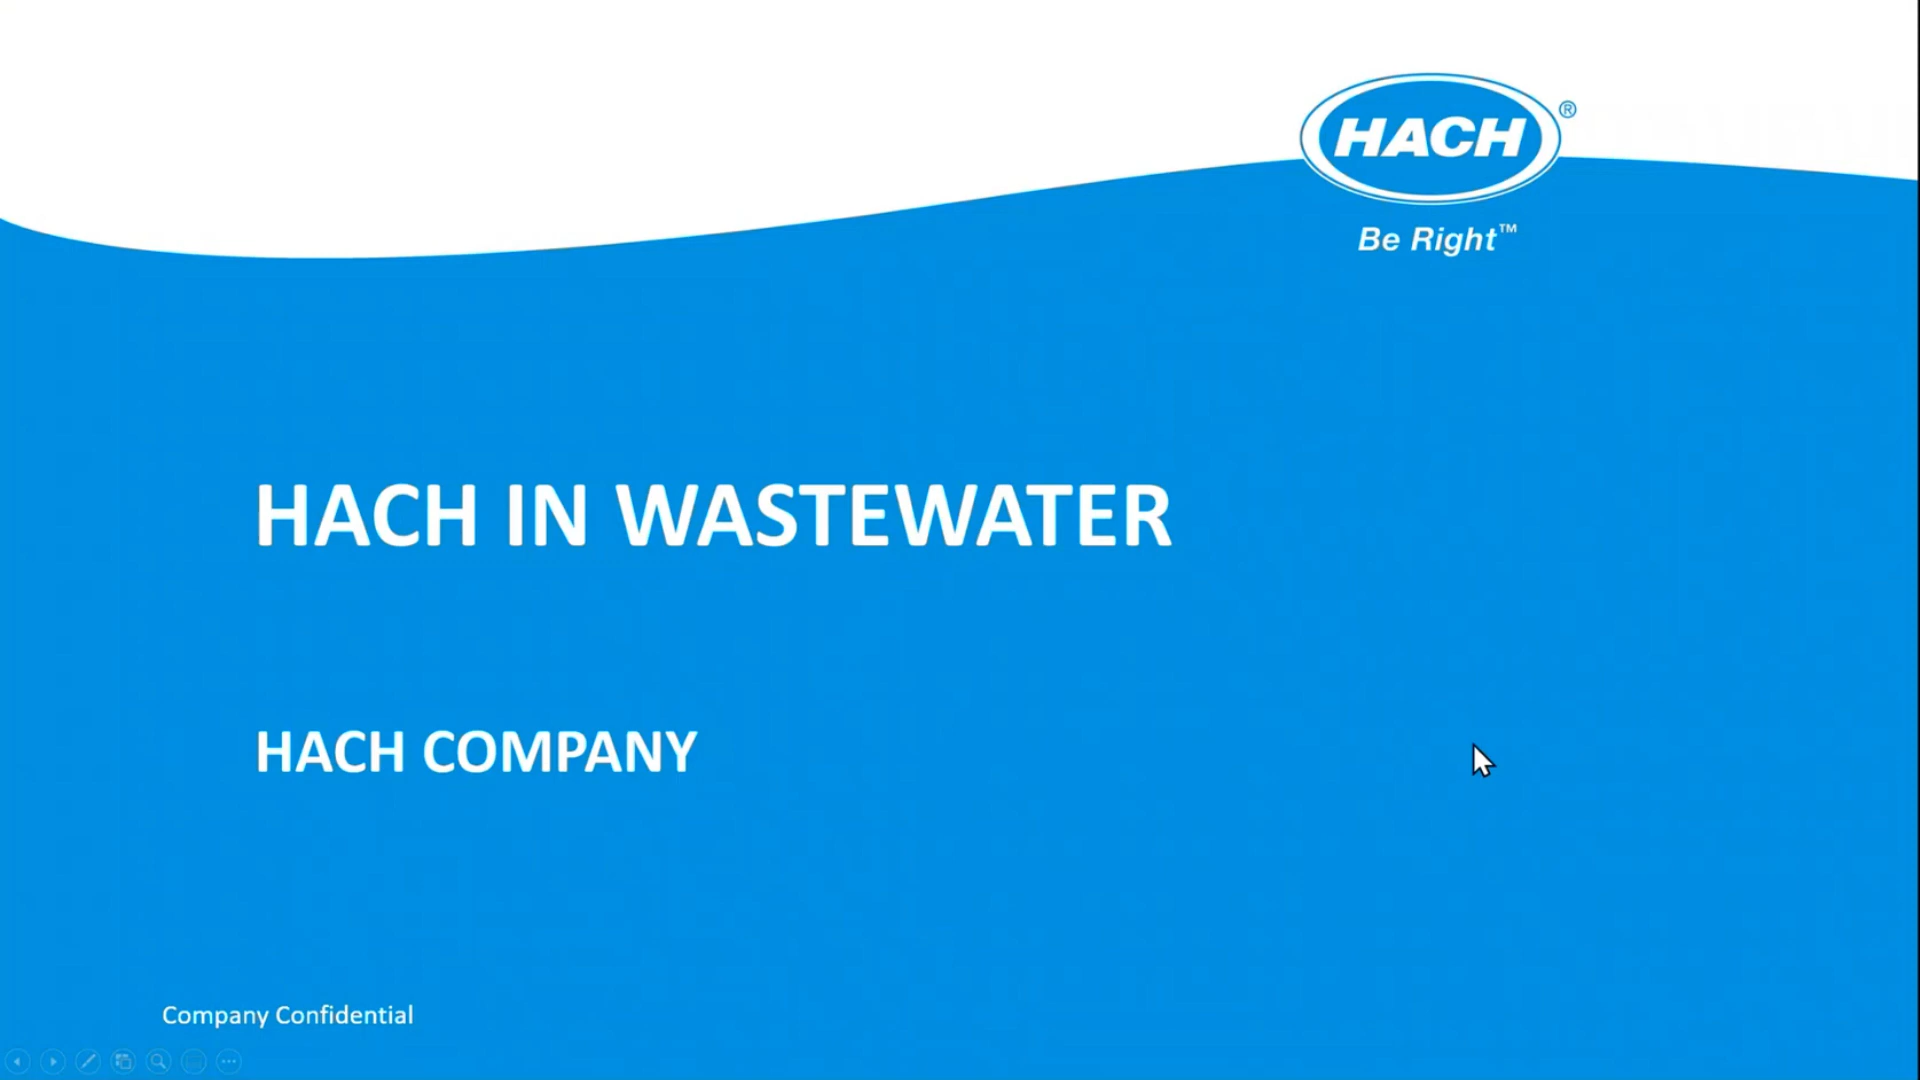 HACH®
Be Right™
HACH IN WASTEWATER
HACH COMPANY
Company Confidential